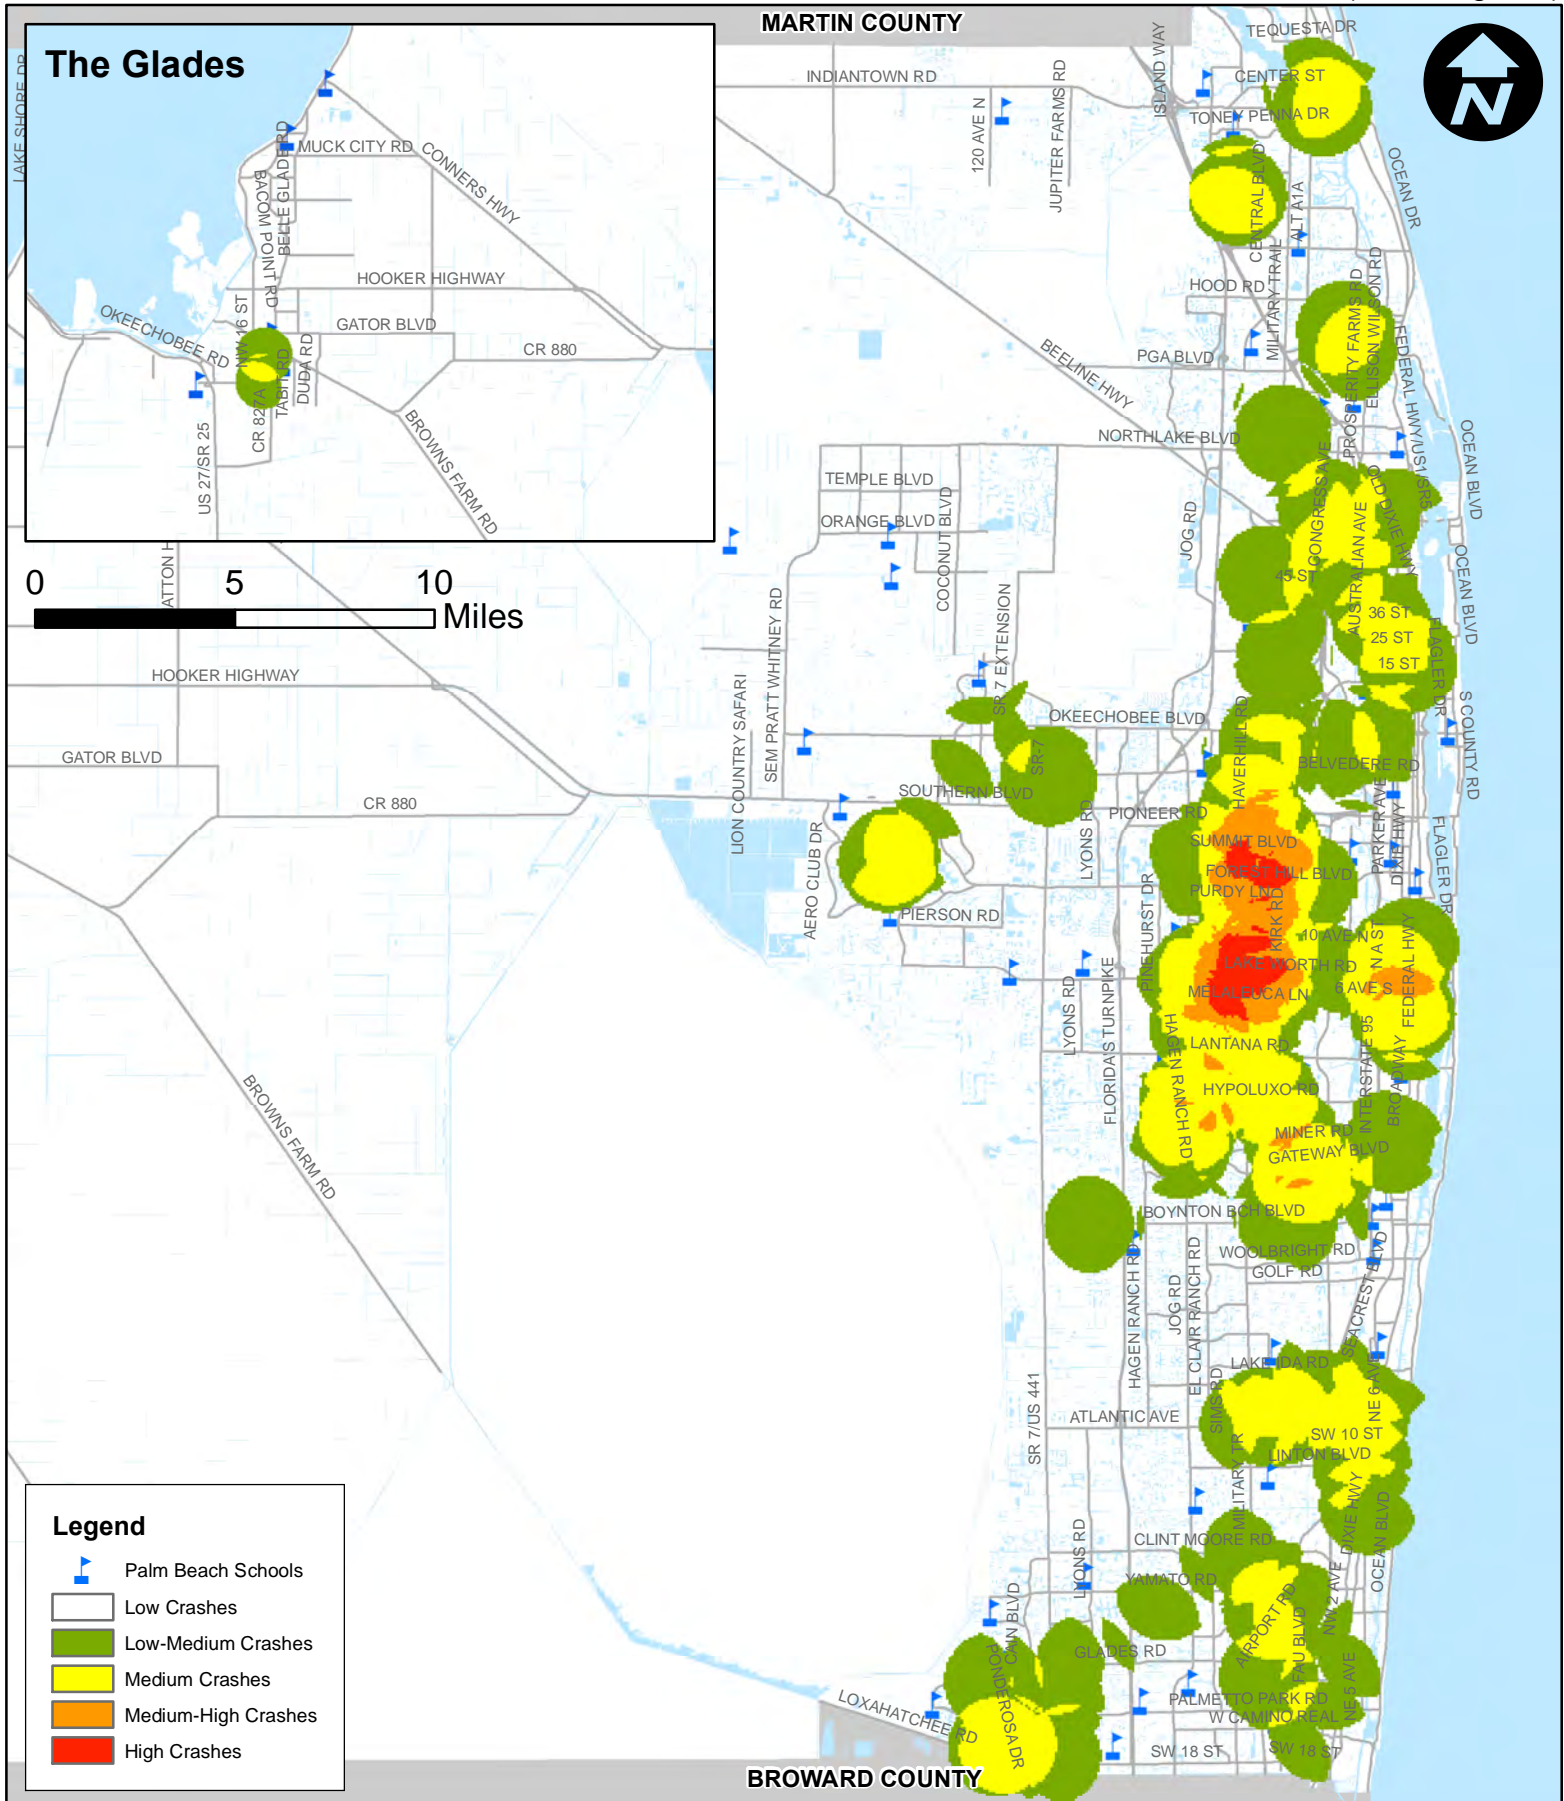 MARTIN COUNTY
The Glades
N
TEQUESTA DR
CENTER ST
INDIANTOWN RD
ISLAND WAY
TONEY PENNA DR
120 AVE N
JUPITER FARMS RD
LAKE SHORE DR
MUCK CITY RD
CONNERS HWY
BACOM POINT RD
BELLE GLADE RD
OCEAN DR
CENTRAL BLVD
ALT A1A
HOOKER HIGHWAY
HOOD RD
MILITARY TRAIL
PROSPERITY FARMS RD
ELLISON WILSON RD
OKEECHOBEE RD
NW 16 ST
GATOR BLVD
CR 880
TABIT RD
DUDA RD
CR 827A
US 27/SR 25
BROWNS FARM RD
PGA BLVD
BEELINE HWY
FEDERAL HWY/US1/SR5
NORTHLAKE BLVD
OCEAN BLVD
TEMPLE BLVD
ORANGE BLVD
COCONUT BLVD
JOG RD
CONGRESS AVE
OLD DIXIE HWY
AUSTRALIAN AVE
45 ST
OCEAN BLVD
36 ST
25 ST
15 ST
FLAGLER DR
0 5 10
Miles
HOOKER HIGHWAY
SEM PRATT WHITNEY RD
LION COUNTRY SAFARI
SR 7 EXTENSION
OKEECHOBEE BLVD
SR-7
HAVERHILL RD
BELVEDERE RD
S COUNTY RD
GATOR BLVD
CR 880
SOUTHERN BLVD
LYONS RD
PIONEER RD
PARKER AVE
DIXIE HWY
FLAGLER DR
SUMMIT BLVD
FOREST HILL BLVD
PURDY LN
KIRK RD
AERO CLUB DR
PIERSON RD
PINEHURST DR
10 AVE N
N A ST
FEDERAL HWY
LAKE WORTH RD
MELALEUCA LN
6 AVE S
LYONS RD
FLORIDA'S TURNPIKE
LANTANA RD
HAGEN RANCH RD
HYPOLUXO RD
INTERSTATE 95
BROADWAY
BROWNS FARM RD
MINER RD
GATEWAY BLVD
BOYNTON BCH BLVD
WOOLBRIGHT RD
GOLF RD
HAGEN RANCH RD
JOG RD
EL CLAIR RANCH RD
SEACREST BLVD
LAKE IDA RD
NE 6 AVE
SR 7/US 441
ATLANTIC AVE
SIMS RD
SW 10 ST
LINTON BLVD
MILITARY TR
DIXIE HWY
OCEAN BLVD
CLINT MOORE RD
LYONS RD
YAMATO RD
CAIN BLVD
AIRPORT RD
FAU BLVD
NW 2 AVE
GLADES RD
PONDEROSA DR
LOXAHATCHEE RD
PALMETTO PARK RD
W CAMINO REAL
NE 5 AVE
SW 18 ST
SW 18 ST
BROWARD COUNTY
Legend
Palm Beach Schools
Low Crashes
Low-Medium Crashes
Medium Crashes
Medium-High Crashes
High Crashes